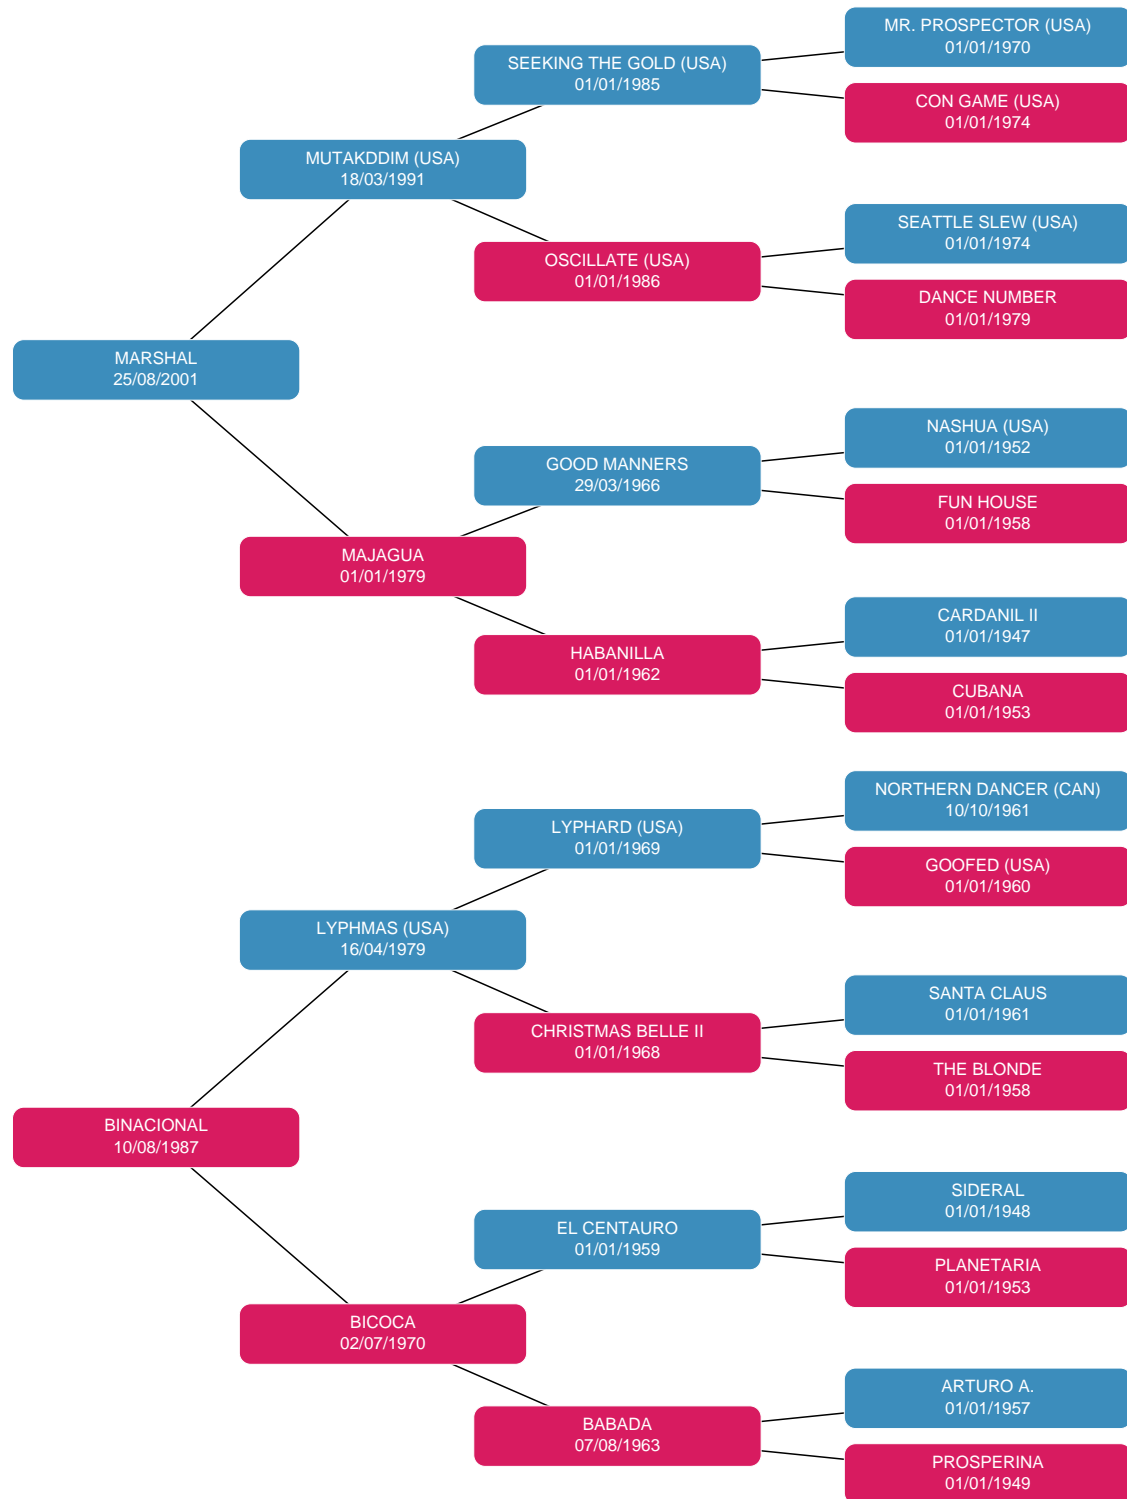 MR. PROSPECTOR (USA)
01/01/1970
SEEKING THE GOLD (USA)
01/01/1985
CON GAME (USA)
01/01/1974
MUTAKDDIM (USA)
18/03/1991
SEATTLE SLEW (USA)
01/01/1974
OSCILLATE (USA)
01/01/1986
DANCE NUMBER
01/01/1979
MARSHAL
25/08/2001
NASHUA (USA)
01/01/1952
GOOD MANNERS
29/03/1966
FUN HOUSE
01/01/1958
MAJAGUA
01/01/1979
CARDANIL II
01/01/1947
HABANILLA
01/01/1962
CUBANA
01/01/1953
NORTHERN DANCER (CAN)
10/10/1961
LYPHARD (USA)
01/01/1969
GOOFED (USA)
01/01/1960
LYPHMAS (USA)
16/04/1979
SANTA CLAUS
01/01/1961
CHRISTMAS BELLE II
01/01/1968
THE BLONDE
01/01/1958
BINACIONAL
10/08/1987
SIDERAL
01/01/1948
EL CENTAURO
01/01/1959
PLANETARIA
01/01/1953
BICOCA
02/07/1970
ARTURO A.
01/01/1957
BABADA
07/08/1963
PROSPERINA
01/01/1949